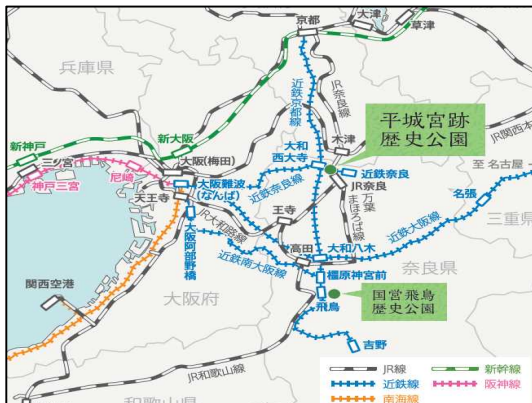 京都
大津
草津
兵庫県
近鉄京都線
JR奈良線
平城宮跡
歴史公園
JR関西本
新神戸
新大阪
木津
三ノ宮
大阪(梅田)
大和
西大寺
近鉄奈良
至 名古屋
尼崎
神戸三宮
大阪難波
(なんば)
近鉄奈良線
JR奈良
万葉
まほろば線
名張
天王寺
JR大和路線
王寺
近鉄大阪線
三重県
大阪阿部野橋
高田
大和八木
奈良県
近鉄南大阪線
橿原神宮前
関西空港
大阪府
飛鳥
国営飛鳥
歴史公園
吉野
JR和歌山線
和歌山県
JR線
新幹線
近鉄線
阪神線
南海線